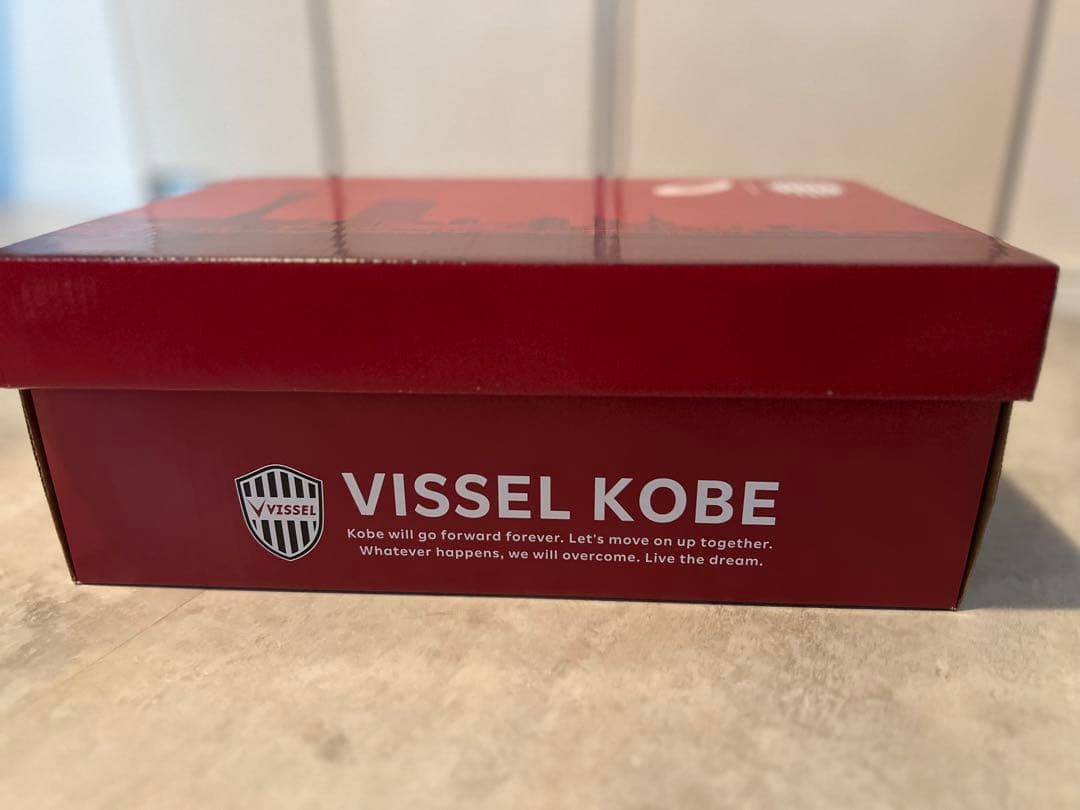 VISSEL
VISSEL KOBE
Kobe will go forward forever. Let's move on up together.
Whatever happens, we will overcome. Live the dream.